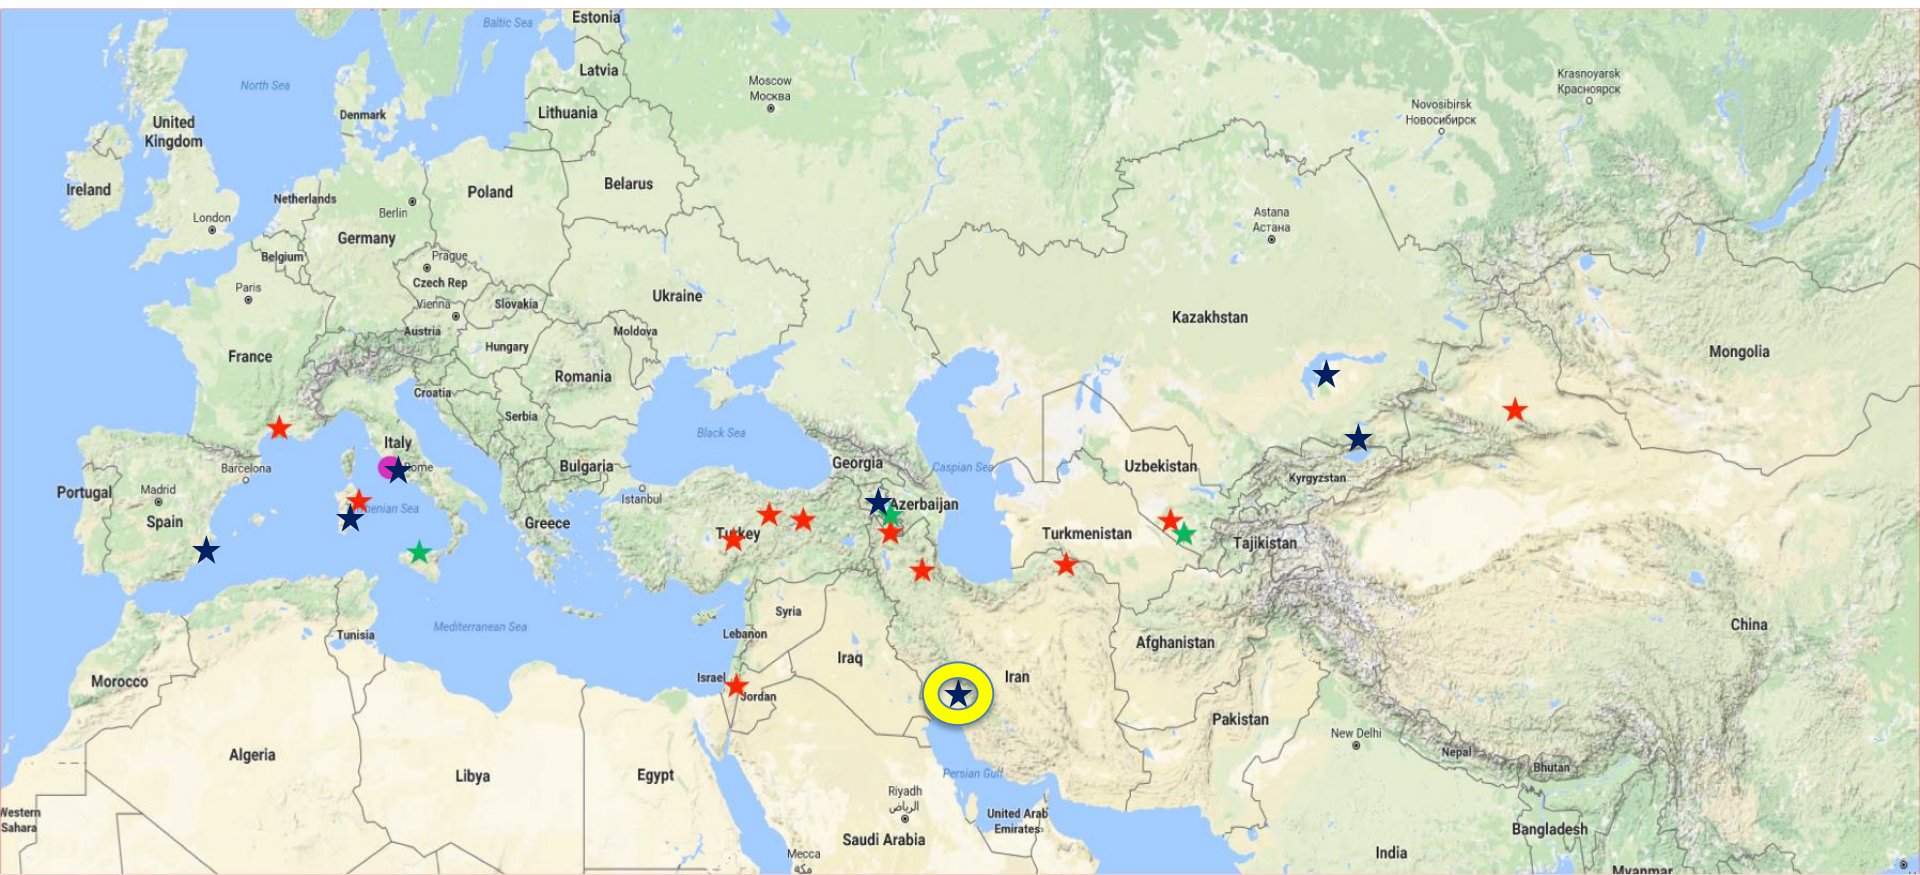 Baltic Sea
Estonia
North Sea
Latvia
Moscow
Москва
Krasnoyarsk
Красноярск
Denmark
Lithuania
Novosibirsk
Новосибирск
United
Kingdom
Ireland
Belarus
Poland
Netherlands
Berlin
London
Astana
Астана
Germany
Belgium
Prague
Czech Rep
Paris
Ukraine
Vienna
Slovakia
Kazakhstan
Austria
Moldova
Hungary
France
Mongolia
Romania
Croatia
Serbia
Black Sea
Italy
Georgia
Barcelona
Rome
Bulgaria
Caspian Sea
Uzbekistan
Kyrgyzstan
Portugal
Madrid
Istanbul
Azerbaijan
Spain
Greece
Turkey
Turkmenistan
Tajikistan
Syria
Mediterranean Sea
Tunisia
Lebanon
China
Afghanistan
Iraq
Morocco
Israel
Iran
Jordan
Pakistan
New Delhi
Algeria
Nepal
Bhutan
Libya
Egypt
Persian Gulf
Riyadh
الرياض
Western
Sahara
United Arab
Emirates
Bangladesh
Saudi Arabia
Mecca
مكة
India
Myanmar